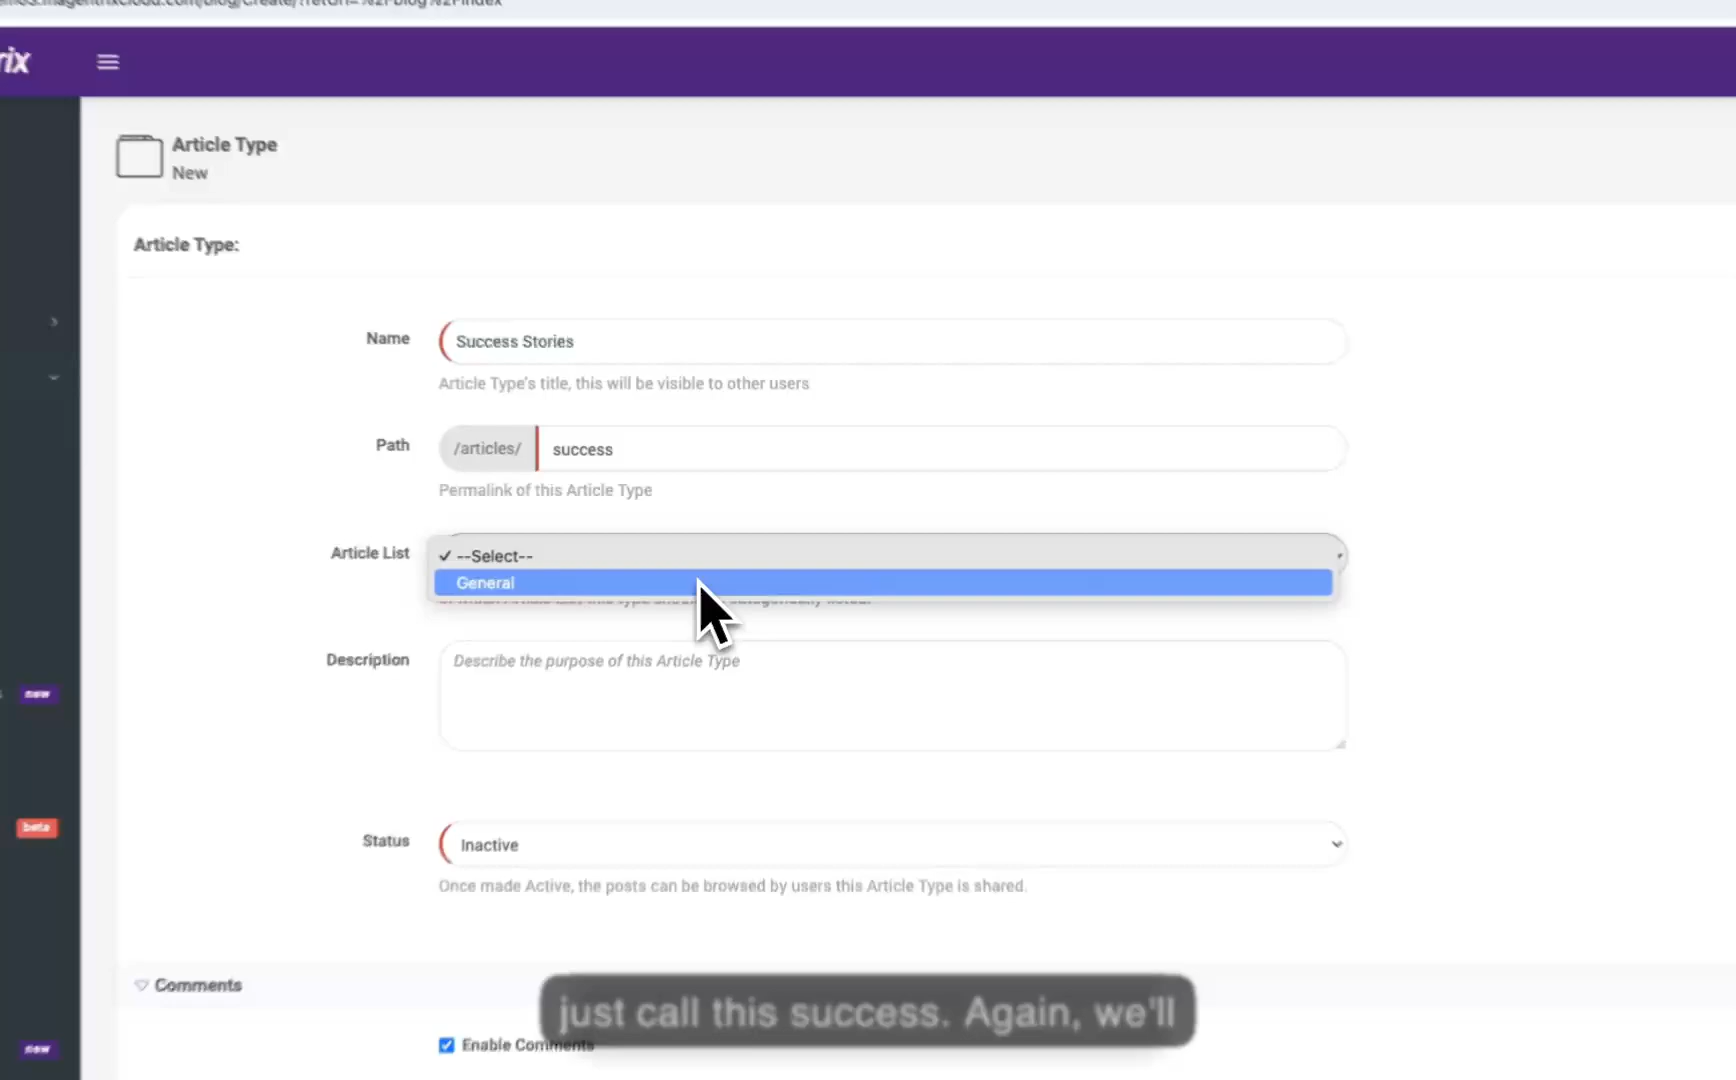 rix
Article Type
New
Article Type:
Name
Success Stories
Article Type's title, this will be visible to other users
Path
/articles/
success
Permalink of this Article Type
Article List
✓ --Select--
General
Description
Describe the purpose of this Article Type
Status
Inactive
Once made Active, the posts can be browsed by users this Article Type is shared.
new
beta
Comments
just call this success. Again, we'll
Enable Comments
new